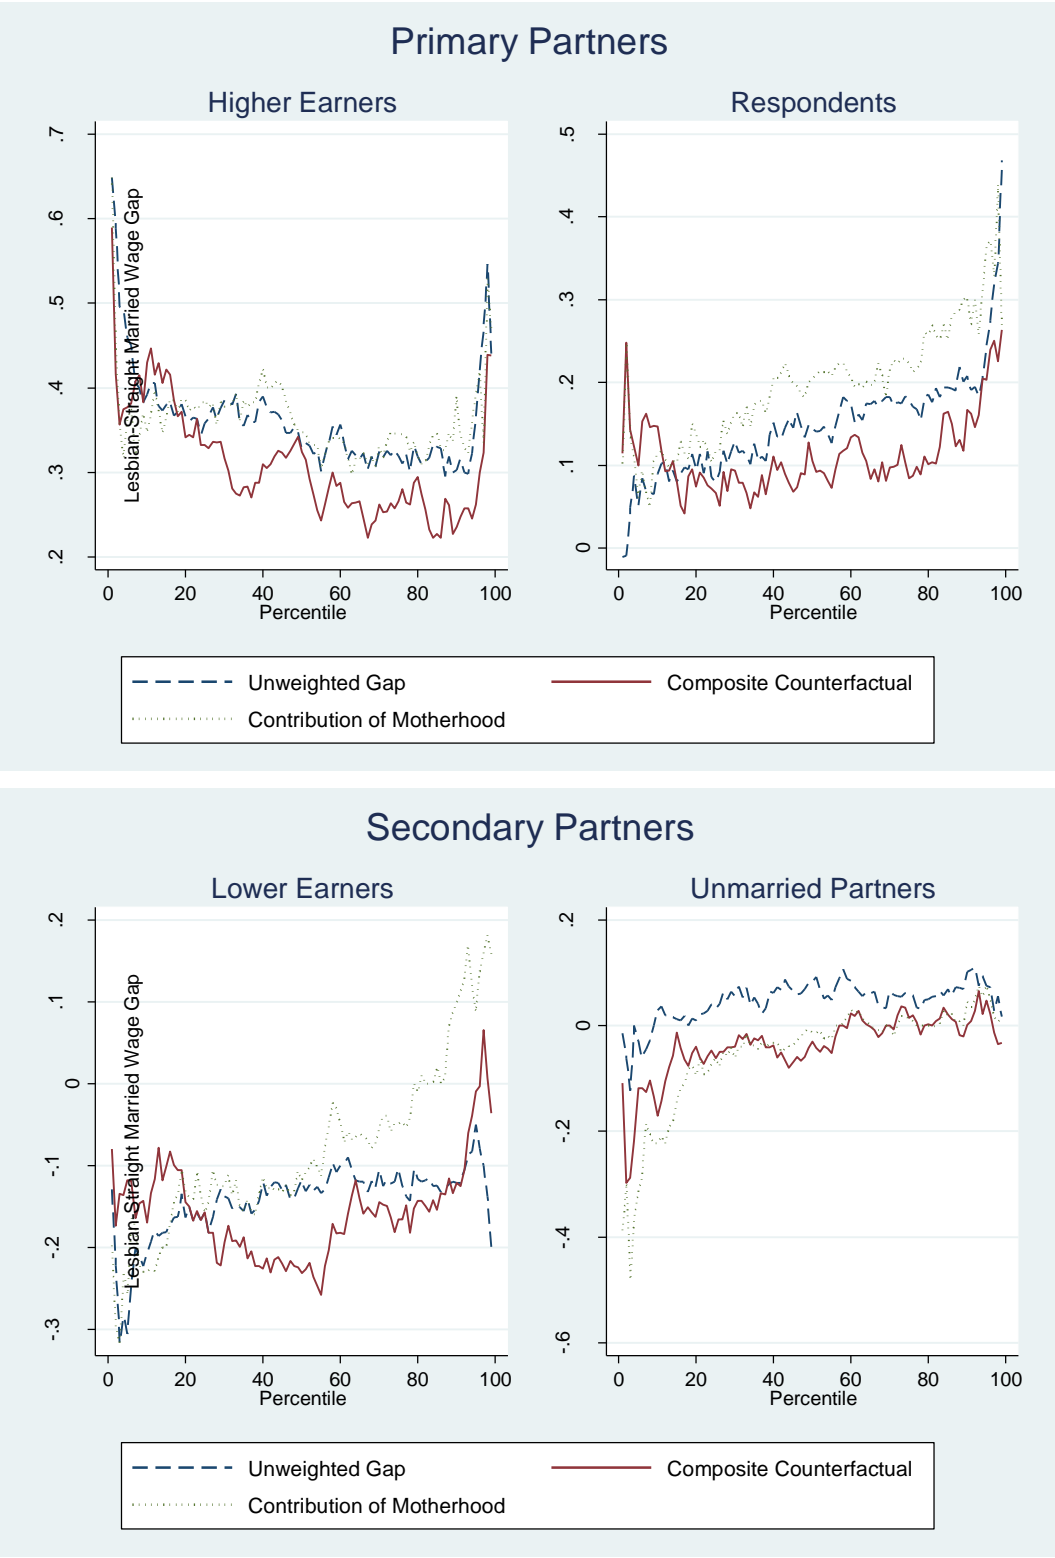 Primary Partners
Higher Earners
Respondents
Lesbian-Straight Married Wage Gap
.7
.6
.5
.4
.3
.2
0 20 40 60 80 100
Percentile
.5
.4
.3
.2
.1
0
0 20 40 60 80 100
Percentile
Unweighted Gap
Composite Counterfactual
Contribution of Motherhood
Secondary Partners
Lower Earners
Unmarried Partners
Lesbian-Straight Married Wage Gap
.2
.1
0
-.1
-.2
-.3
0 20 40 60 80 100
Percentile
.2
0
-.2
-.4
-.6
0 20 40 60 80 100
Percentile
Unweighted Gap
Composite Counterfactual
Contribution of Motherhood